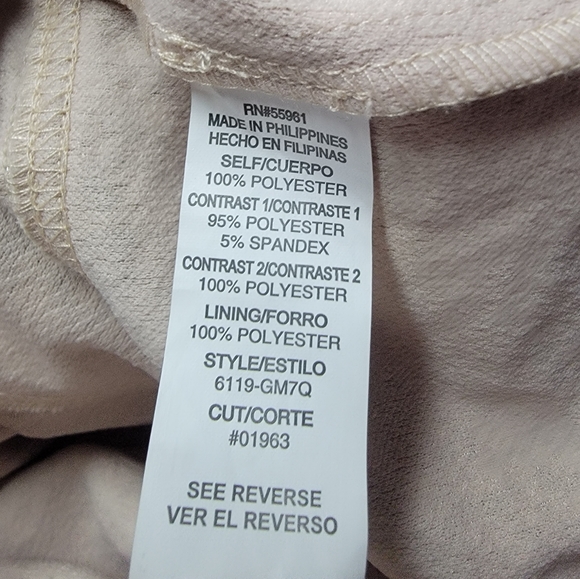 RN#55961
MADE IN PHILIPPINES
HECHO EN FILIPINAS
SELF/CUERPO
100% POLYESTER
CONTRAST 1/CONTRASTE 1
95% POLYESTER
5% SPANDEX
CONTRAST 2/CONTRASTE 2
100% POLYESTER
LINING/FORRO
100% POLYESTER
STYLE/ESTILO
6119-GM7Q
CUT/CORTE
#01963
SEE REVERSE
VER EL REVERSO